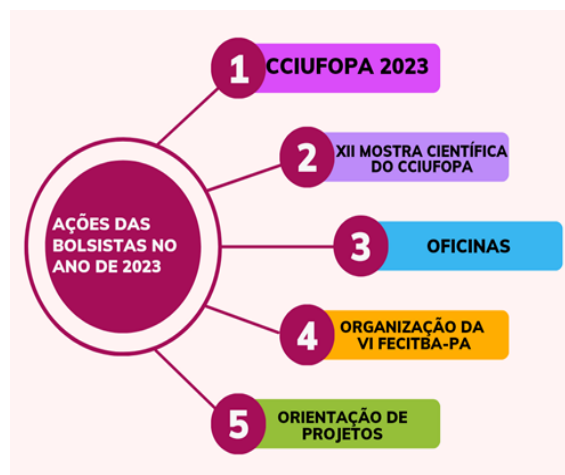 AÇÕES DAS
BOLSISTAS NO
ANO DE 2023
1
CCIUFOPA 2023
2
XII MOSTRA CIENTÍFICA
DO CCIUFOPA
3
OFICINAS
4
ORGANIZAÇÃO DA
VI FECITBA-PA
5
ORIENTAÇÃO DE
PROJETOS